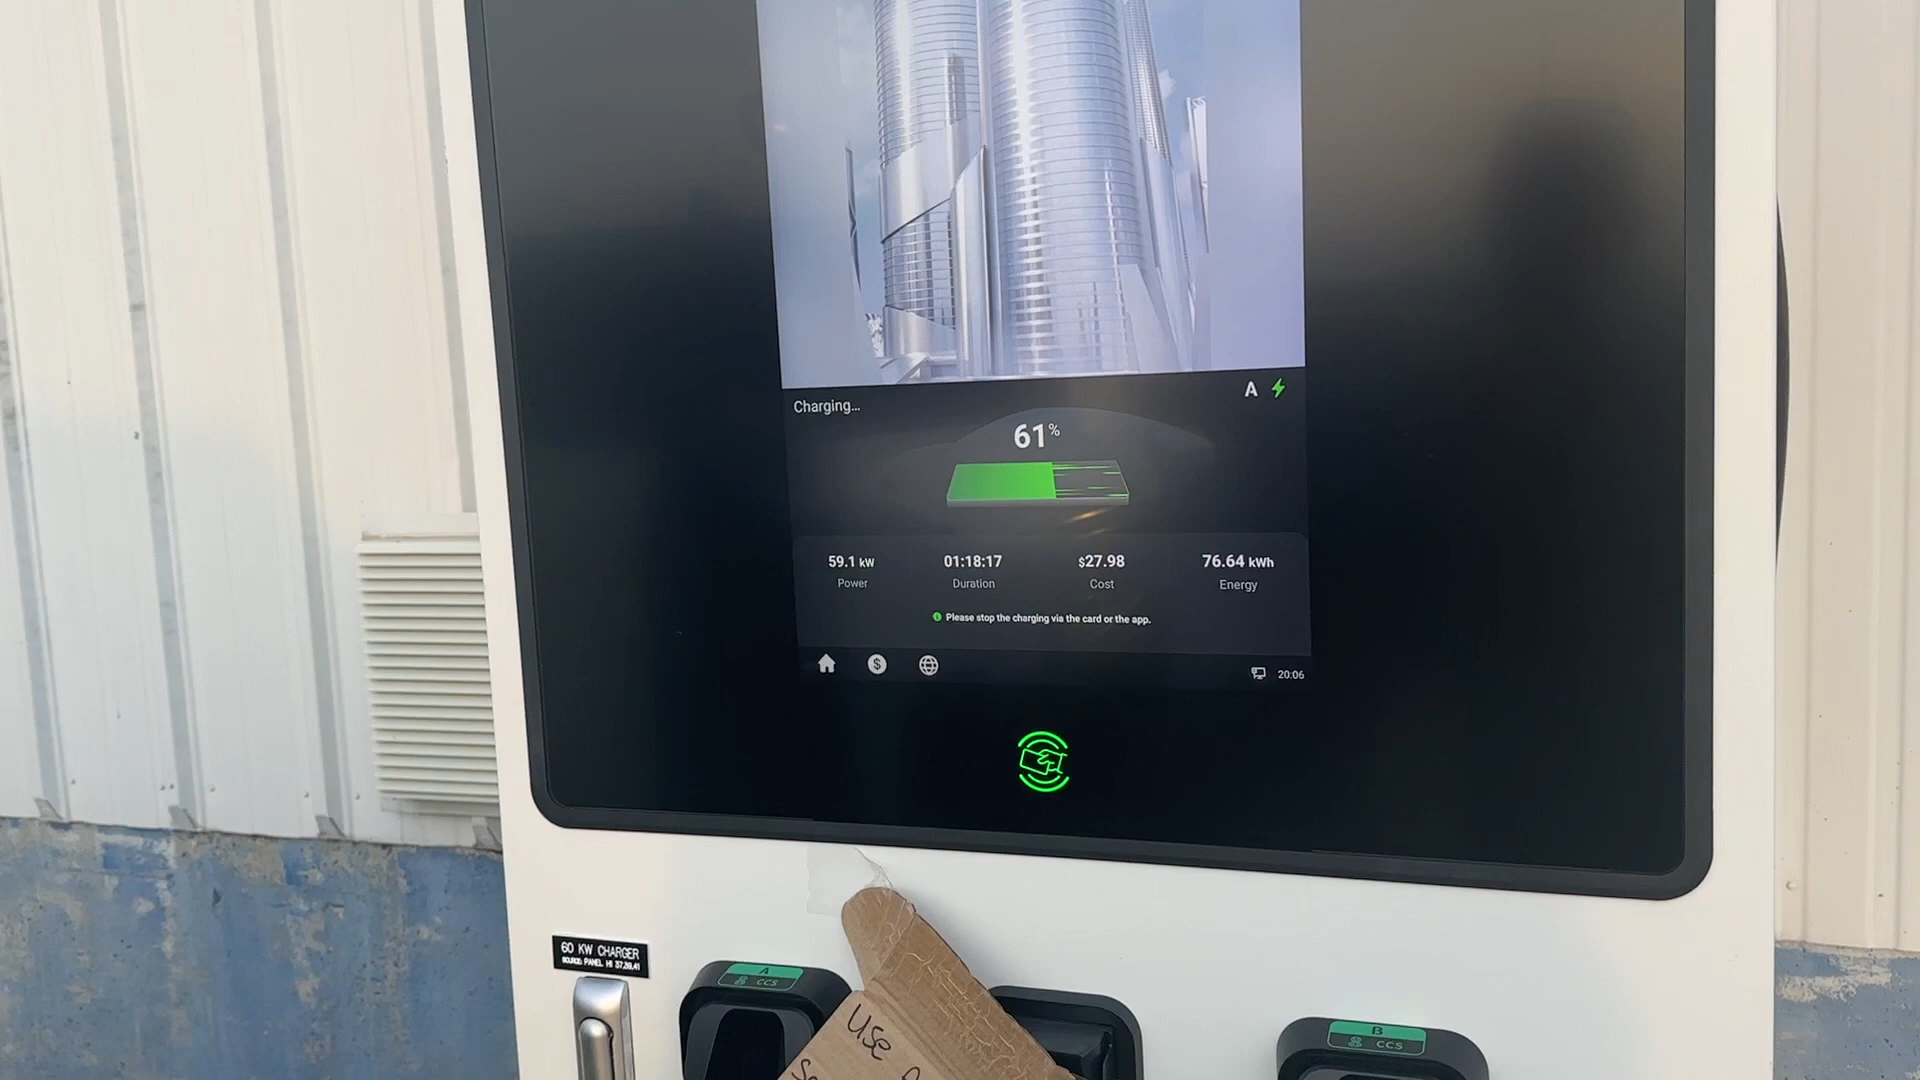 A
Charging...
61%
59.1 kW
Power
01:18:17
Duration
$27.98
Cost
76.64 kWh
Energy
Please stop the charging via the card or the app.
$
20:06
60 KW CHARGER
SOURCE: PANEL H1 37,39,41
A
CCS
B
CCS
Use